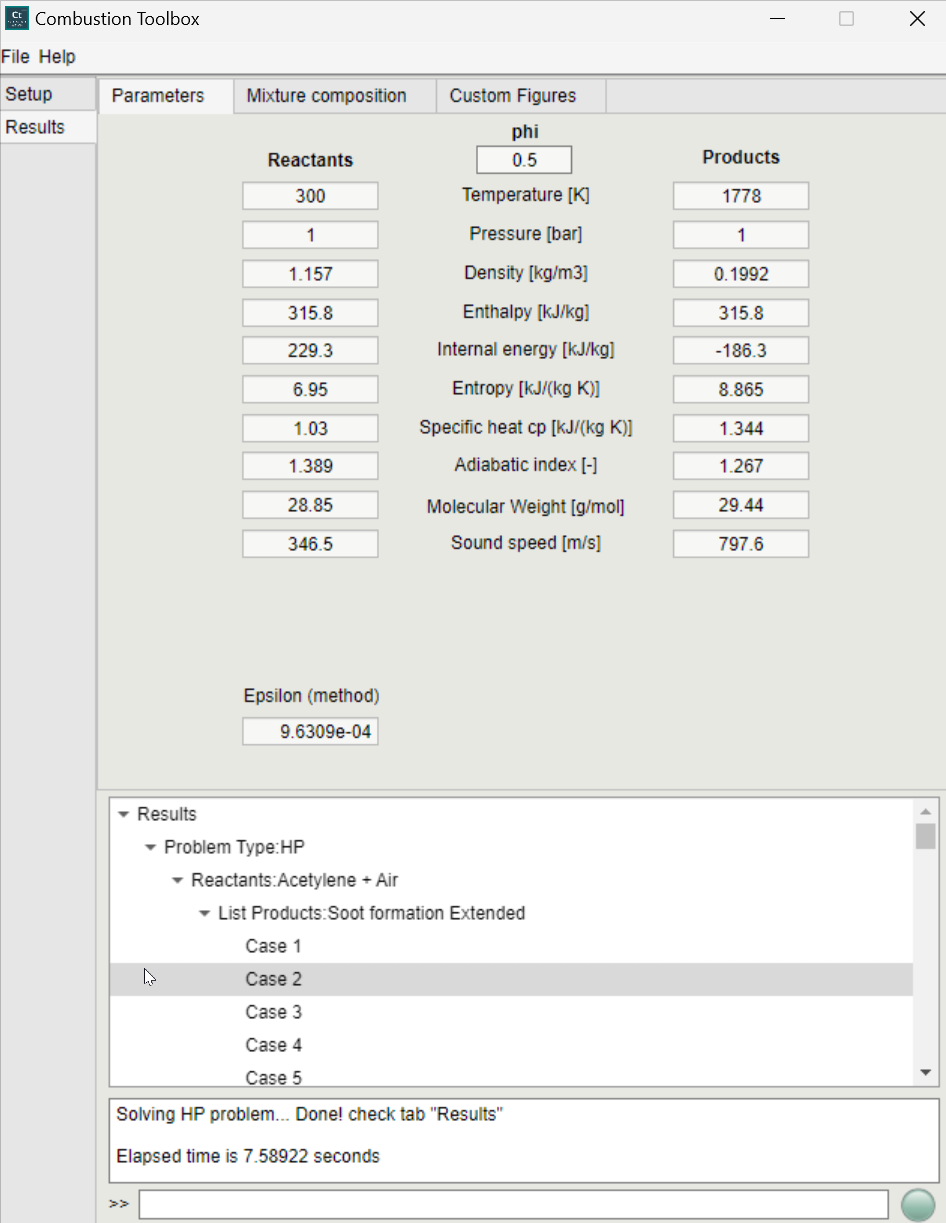 Ct Combustion Toolbox
File Help
Setup
Results
Parameters Mixture composition Custom Figures
phi
Reactants 0.5 Products
300 Temperature [K] 1778
1 Pressure [bar] 1
1.157 Density [kg/m3] 0.1992
315.8 Enthalpy [kJ/kg] 315.8
229.3 Internal energy [kJ/kg] -186.3
6.95 Entropy [kJ/(kg K)] 8.865
1.03 Specific heat cp [kJ/(kg K)] 1.344
1.389 Adiabatic index [-] 1.267
28.85 Molecular Weight [g/mol] 29.44
346.5 Sound speed [m/s] 797.6
Epsilon (method)
9.6309e-04
Results
Problem Type:HP
Reactants:Acetylene + Air
List Products:Soot formation Extended
Case 1
Case 2
Case 3
Case 4
Case 5
Solving HP problem... Done! check tab "Results"
Elapsed time is 7.58922 seconds
>>